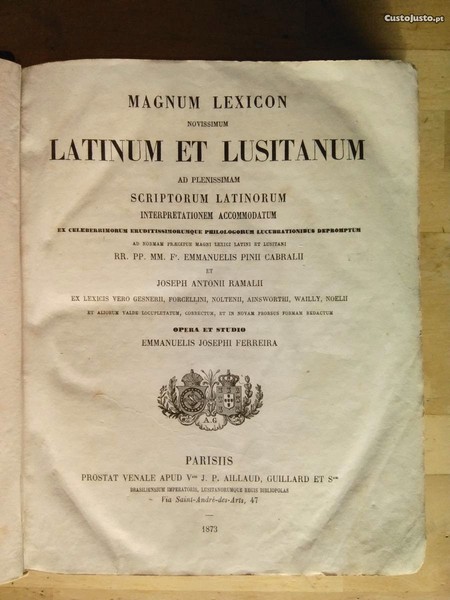 CustoJusto.pt
MAGNUM LEXICON
NOVISSIMUM
LATINUM ET LUSITANUM
AD PLENISSIMAM
SCRIPTORUM LATINORUM
INTERPRETATIONEM ACCOMMODATUM
EX CELEBERRIMORUM ERUDITISSIMORUMQUE PHILOLOGORUM LUCUBRATIONIBUS DEPROMPTUM
AD NORMAM PRÆCIPUE MAGNI LEXICI LATINI ET LUSITANI
RR. PP. MM. Fr. EMMANUELIS PINII CABRALII
ET
JOSEPH ANTONII RAMALII
EX LEXICIS VERO GESNERII, FORCELLINI, NOLTENII, AINSWORTHI, WAILLY, NOELII
ET ALIORUM VALDE LOCUPLETATUM, CORRECTUM, ET IN NOVAM PRORSUS FORMAM REDACTUM
OPERA ET STUDIO
EMMANUELIS JOSEPHI FERREIRA
A.G
PARISIIS
PROSTAT VENALE APUD Vam J. P. AILLAUD, GUILLARD ET Sos
BRASILIENSIUM IMPERATORIS, LUSITANORUMQUE REGIS BIBLIOPOLAS
Via Saint-André-des-Arts, 47
—
1873